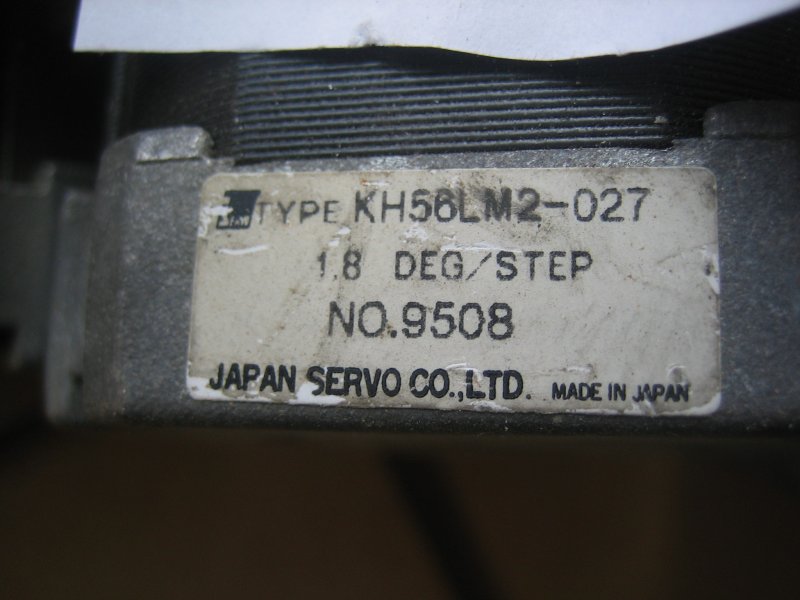 TYPE KH56LM2-027
1.8 DEG/STEP
NO.9508
JAPAN SERVO CO.,LTD. MADE IN JAPAN